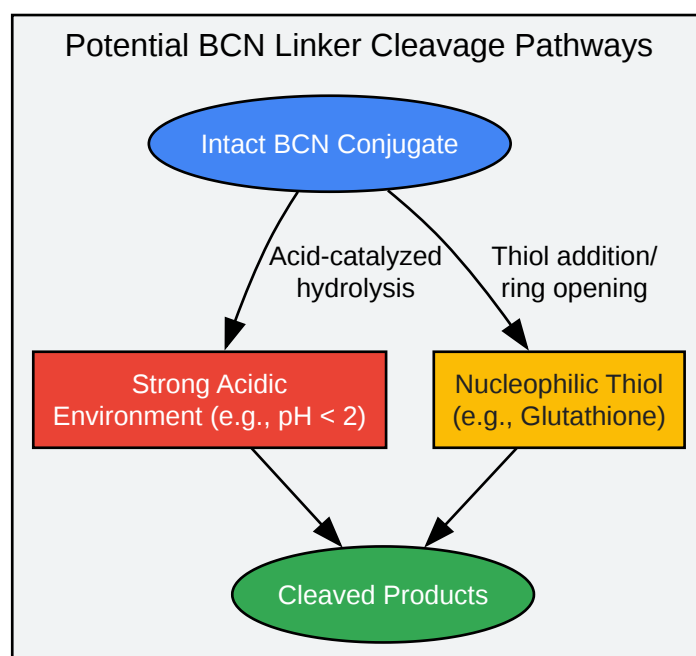 Potential BCN Linker Cleavage Pathways
Intact BCN Conjugate
Acid-catalyzed
hydrolysis
Thiol addition/
ring opening
Strong Acidic
Environment (e.g., pH < 2)
Nucleophilic Thiol
(e.g., Glutathione)
Cleaved Products